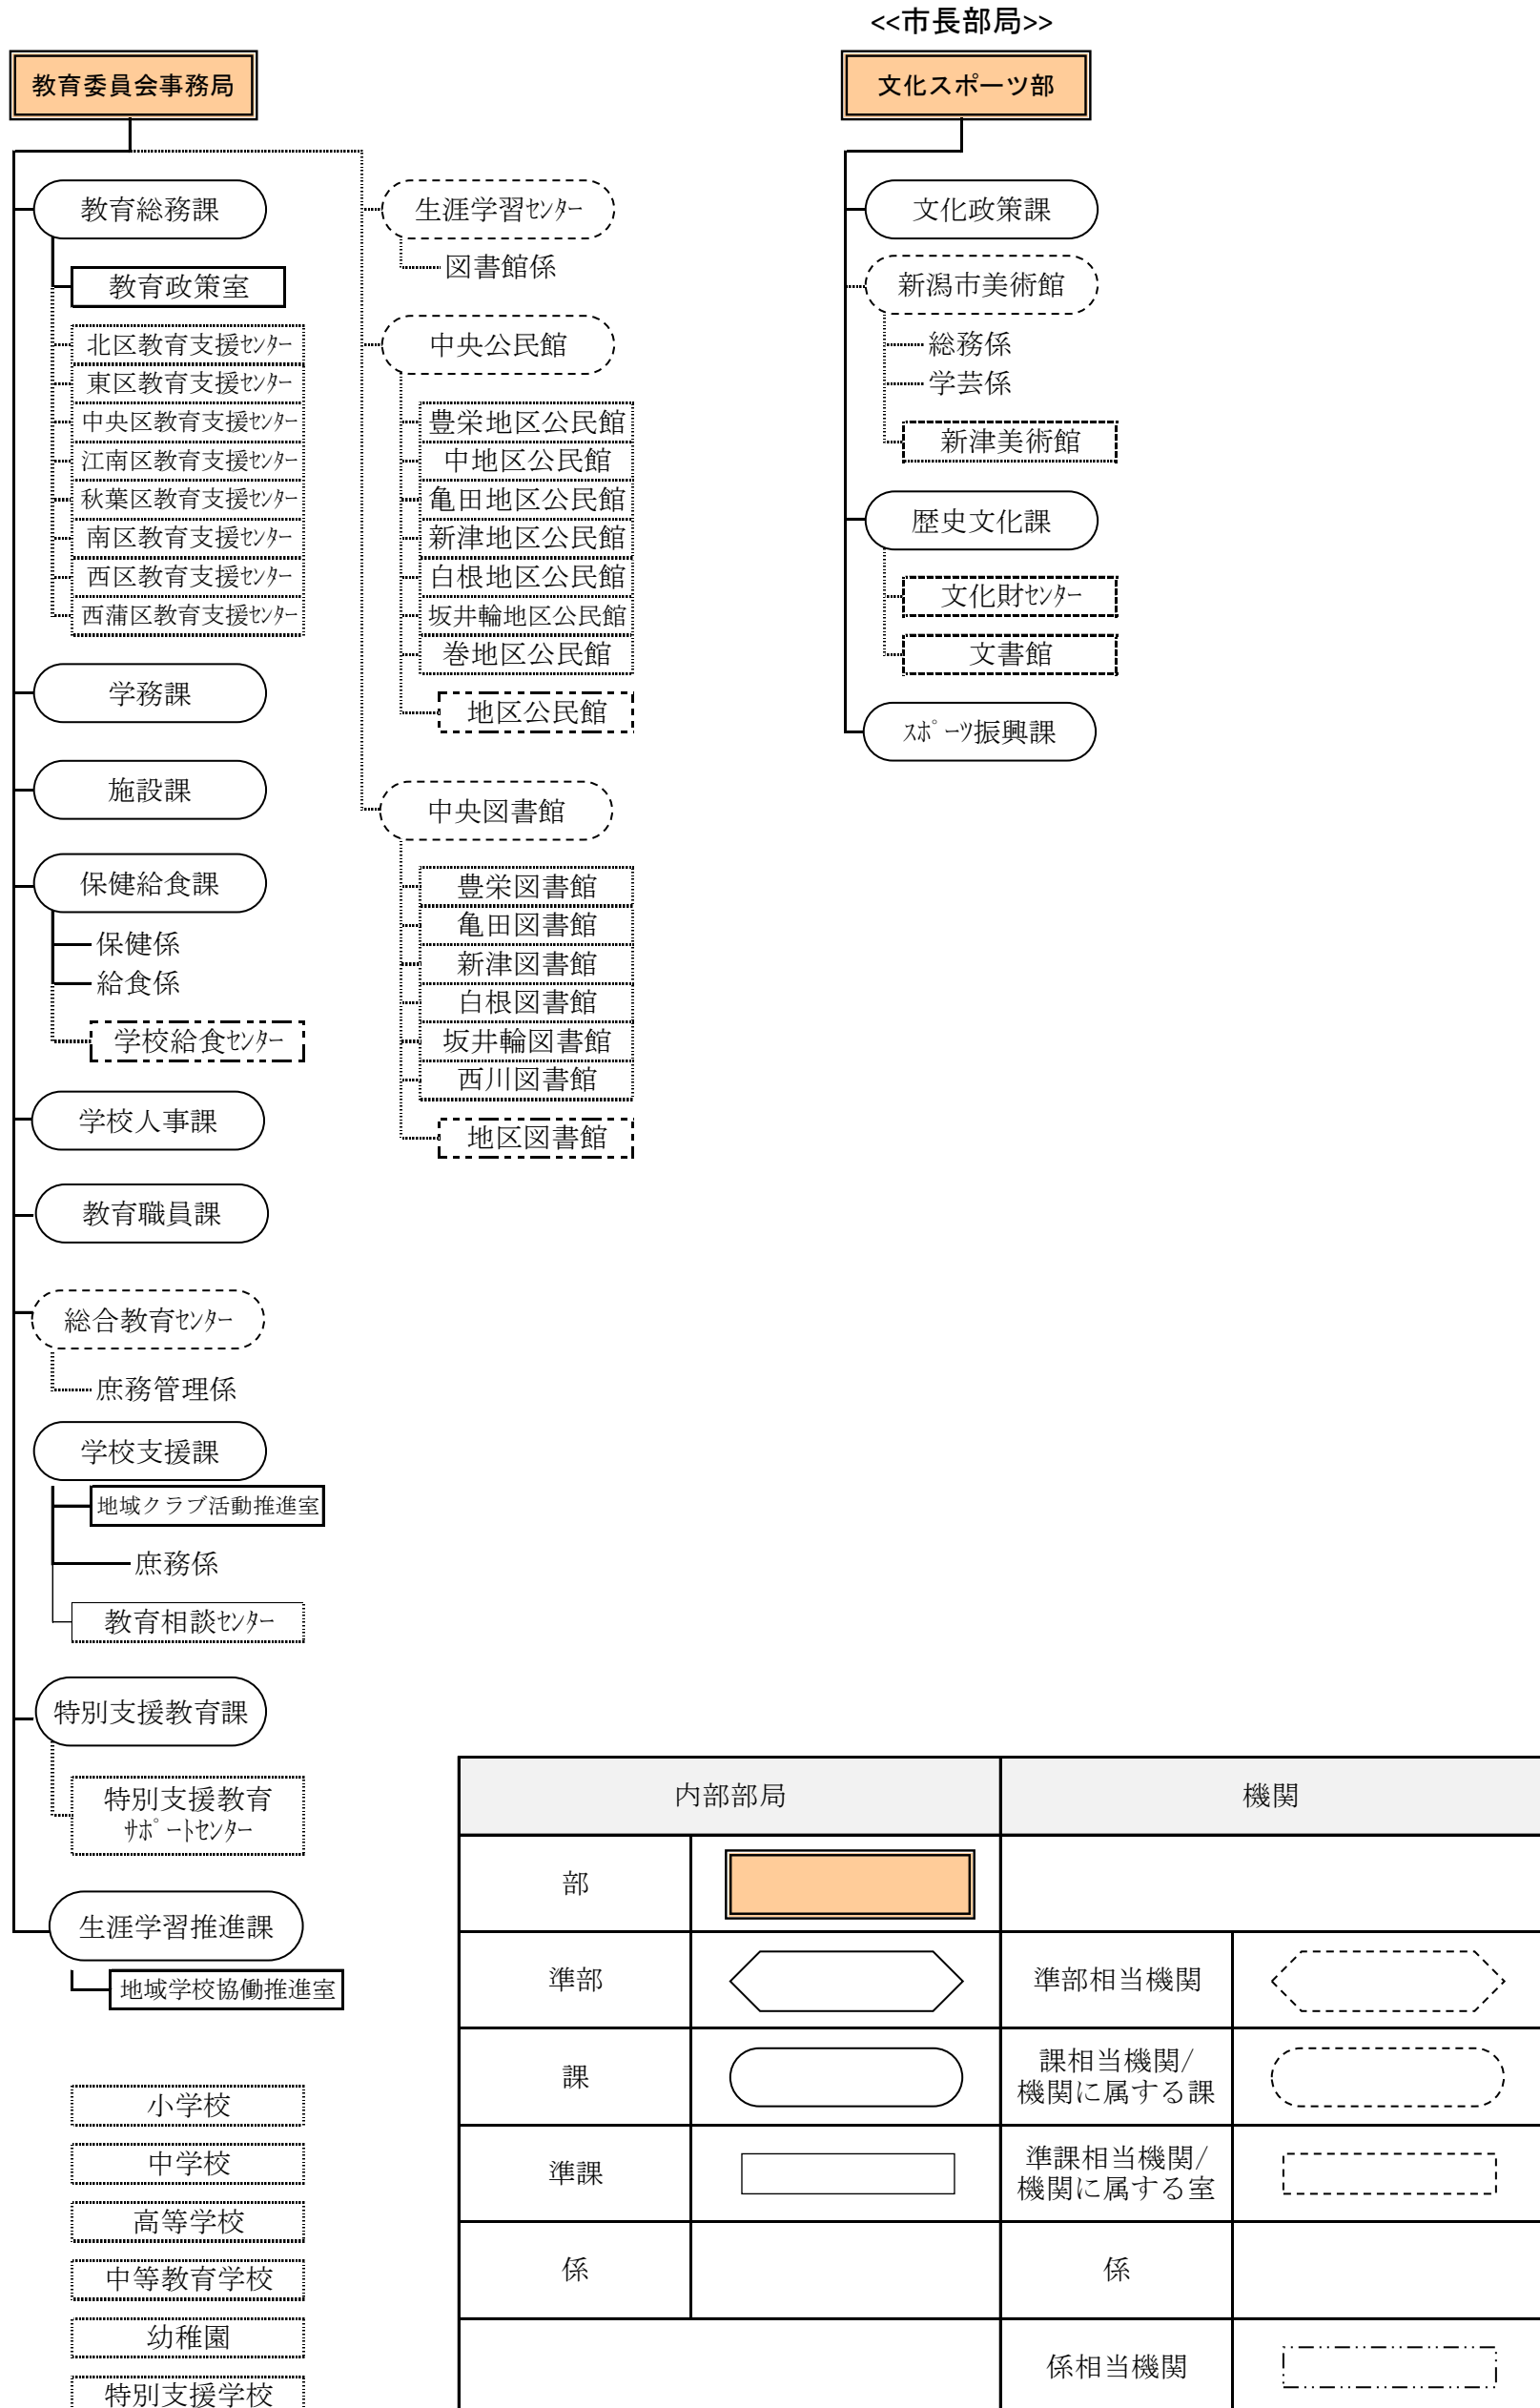 <<市長部局>>
教育委員会事務局
教育総務課
教育政策室
北区教育支援ｾﾝﾀｰ
東区教育支援ｾﾝﾀｰ
中央区教育支援ｾﾝﾀｰ
江南区教育支援ｾﾝﾀｰ
秋葉区教育支援ｾﾝﾀｰ
南区教育支援ｾﾝﾀｰ
西区教育支援ｾﾝﾀｰ
西蒲区教育支援ｾﾝﾀｰ
学務課
施設課
保健給食課
保健係
給食係
学校給食ｾﾝﾀｰ
学校人事課
教育職員課
総合教育ｾﾝﾀｰ
庶務管理係
学校支援課
地域クラブ活動推進室
庶務係
教育相談ｾﾝﾀｰ
特別支援教育課
特別支援教育
ｻﾎﾟｰﾄｾﾝﾀｰ
生涯学習推進課
地域学校協働推進室
小学校
中学校
高等学校
中等教育学校
幼稚園
特別支援学校
生涯学習ｾﾝﾀｰ
図書館係
中央公民館
豊栄地区公民館
中地区公民館
亀田地区公民館
新津地区公民館
白根地区公民館
坂井輪地区公民館
巻地区公民館
地区公民館
中央図書館
豊栄図書館
亀田図書館
新津図書館
白根図書館
坂井輪図書館
西川図書館
地区図書館
文化スポーツ部
文化政策課
新潟市美術館
総務係
学芸係
新津美術館
歴史文化課
文化財ｾﾝﾀｰ
文書館
ｽﾎﾟｰﾂ振興課
内部部局
機関
部
準部
準部相当機関
課
課相当機関/
機関に属する課
準課
準課相当機関/
機関に属する室
係
係
係相当機関